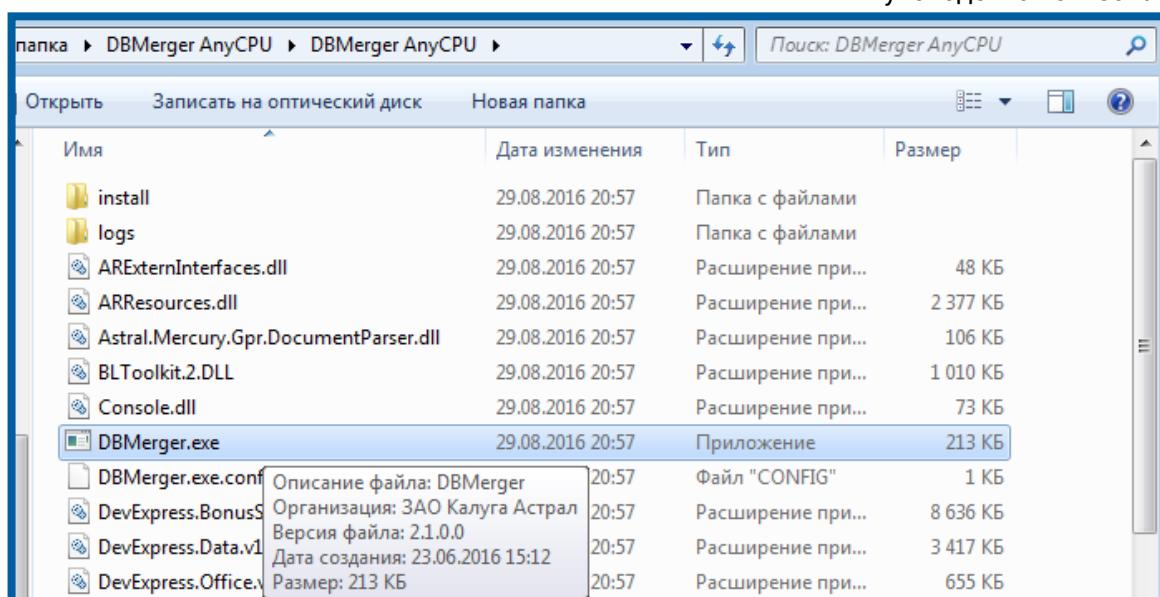 папка ▸ DBMerger AnyCPU ▸ DBMerger AnyCPU ▸ Поиск: DBMerger AnyCPU
Открыть Записать на оптический диск Новая папка
Имя Дата изменения Тип Размер
install 29.08.2016 20:57 Папка с файлами
logs 29.08.2016 20:57 Папка с файлами
ARExternInterfaces.dll 29.08.2016 20:57 Расширение при... 48 КБ
ARResources.dll 29.08.2016 20:57 Расширение при... 2 377 КБ
Astral.Mercury.Gpr.DocumentParser.dll 29.08.2016 20:57 Расширение при... 106 КБ
BLToolkit.2.DLL 29.08.2016 20:57 Расширение при... 1 010 КБ
Console.dll 29.08.2016 20:57 Расширение при... 73 КБ
DBMerger.exe 29.08.2016 20:57 Приложение 213 КБ
DBMerger.exe.conf 20:57 Файл "CONFIG" 1 КБ
DevExpress.BonusS 20:57 Расширение при... 8 636 КБ
DevExpress.Data.v1 20:57 Расширение при... 3 417 КБ
DevExpress.Office.v 20:57 Расширение при... 655 КБ
Описание файла: DBMerger
Организация: ЗАО Калуга Астрал
Версия файла: 2.1.0.0
Дата создания: 23.06.2016 15:12
Размер: 213 КБ